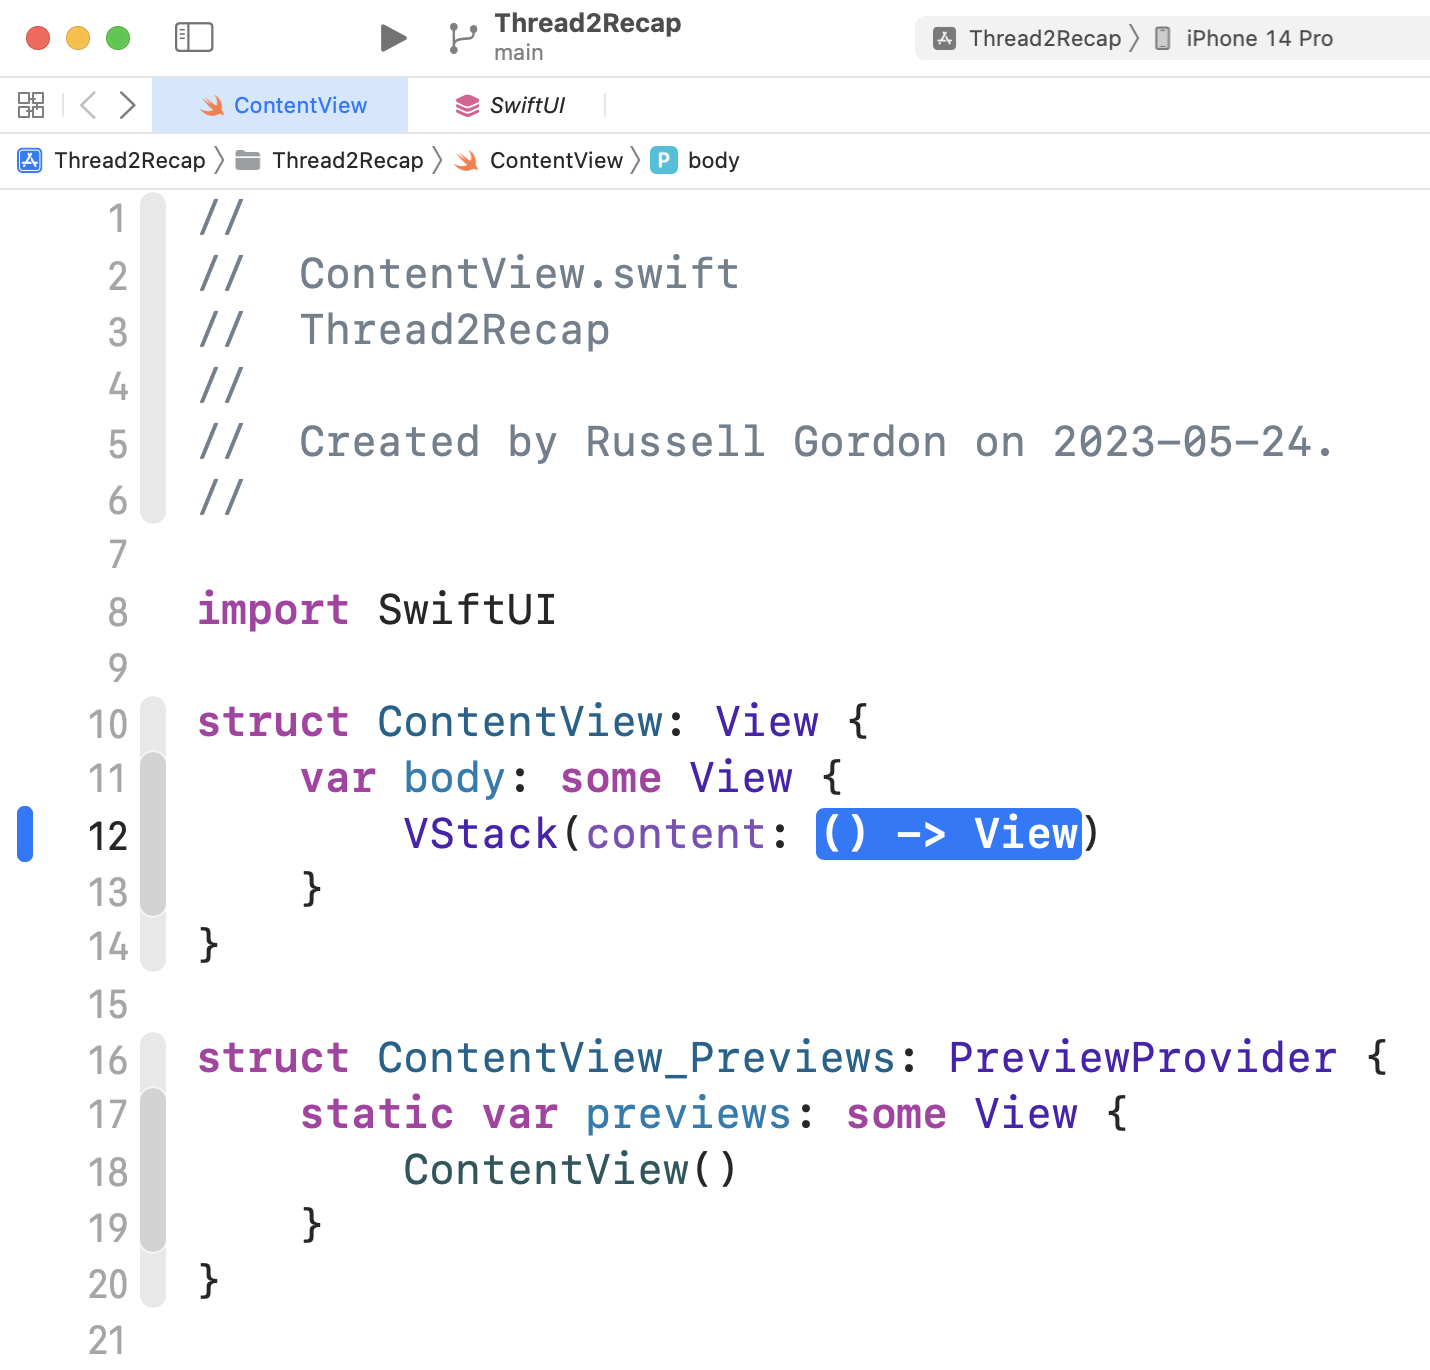 Thread2Recap
main
Thread2Recap 〉 iPhone 14 Pro
ContentView SwiftUI
Thread2Recap 〉 Thread2Recap 〉 ContentView 〉 P body
1 //
2 //  ContentView.swift
3 //  Thread2Recap
4 //
5 //  Created by Russell Gordon on 2023-05-24.
6 //
7
8 import SwiftUI
9
10 struct ContentView: View {
11     var body: some View {
12         VStack(content: () -> View)
13     }
14 }
15
16 struct ContentView_Previews: PreviewProvider {
17     static var previews: some View {
18         ContentView()
19     }
20 }
21